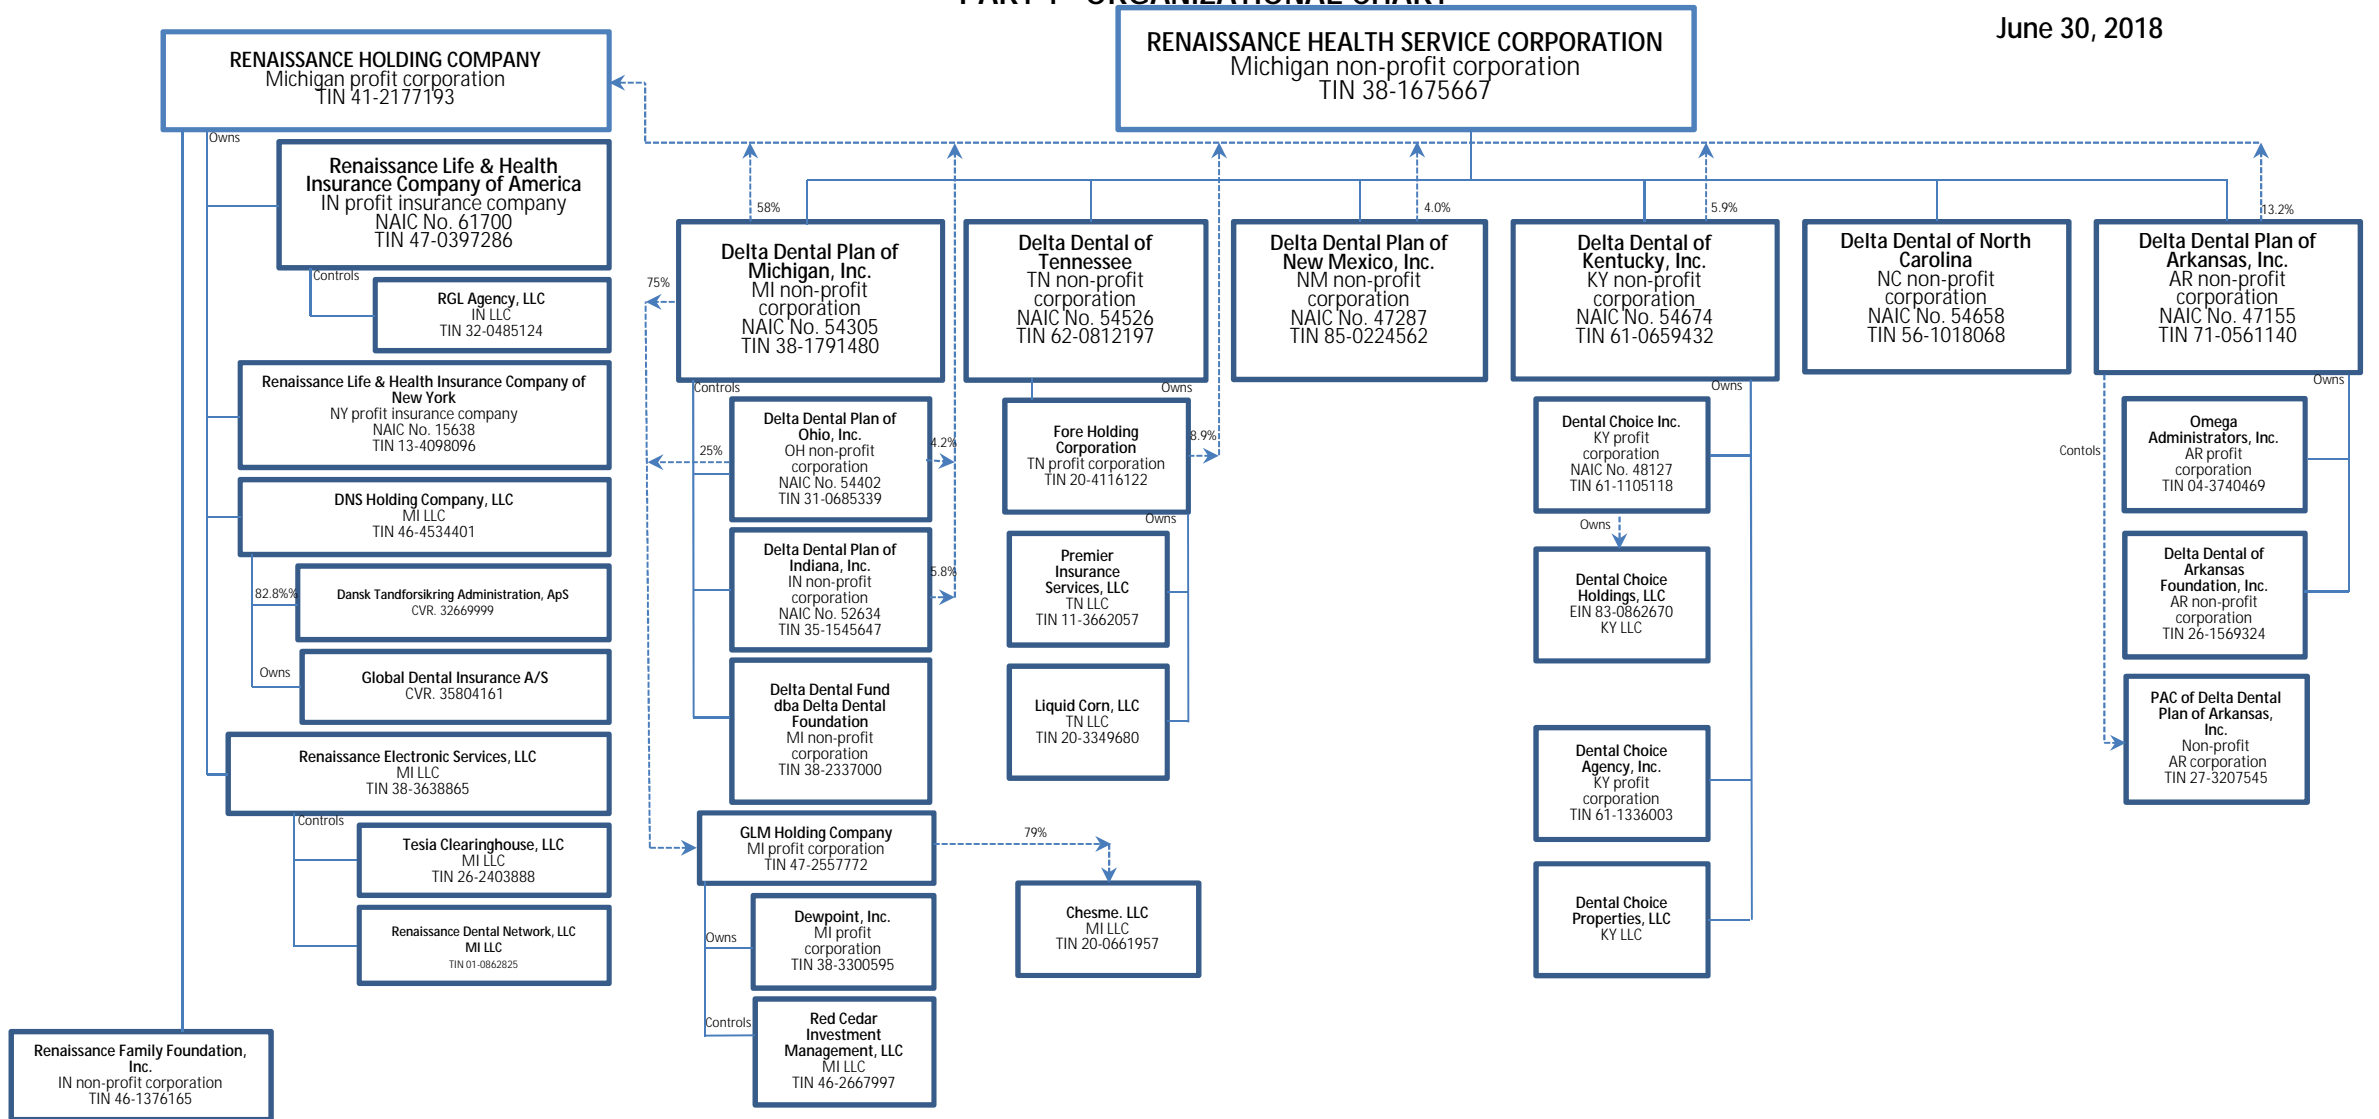 PART 1 - ORGANIZATIONAL CHART
June 30, 2018
RENAISSANCE HOLDING COMPANY
Michigan profit corporation
TIN 41-2177193
RENAISSANCE HEALTH SERVICE CORPORATION
Michigan non-profit corporation
TIN 38-1675667
Owns
Renaissance Life & Health
Insurance Company of America
IN profit insurance company
NAIC No. 61700
TIN 47-0397286
Controls
RGL Agency, LLC
IN LLC
TIN 32-0485124
Renaissance Life & Health Insurance Company of
New York
NY profit insurance company
NAIC No. 15638
TIN 13-4098096
DNS Holding Company, LLC
MI LLC
TIN 46-4534401
82.8%%
Dansk Tandforsikring Administration, ApS
CVR. 32669999
Owns
Global Dental Insurance A/S
CVR. 35804161
Renaissance Electronic Services, LLC
MI LLC
TIN 38-3638865
Controls
Tesia Clearinghouse, LLC
MI LLC
TIN 26-2403888
Renaissance Dental Network, LLC
MI LLC
TIN 01-0862825
Renaissance Family Foundation,
Inc.
IN non-profit corporation
TIN 46-1376165
58%
75%
Delta Dental Plan of
Michigan, Inc.
MI non-profit
corporation
NAIC No. 54305
TIN 38-1791480
Controls
25%
Delta Dental Plan of
Ohio, Inc.
OH non-profit
corporation
NAIC No. 54402
TIN 31-0685339
4.2%
Delta Dental Plan of
Indiana, Inc.
IN non-profit
corporation
NAIC No. 52634
TIN 35-1545647
5.8%
Delta Dental Fund
dba Delta Dental
Foundation
MI non-profit
corporation
TIN 38-2337000
GLM Holding Company
MI profit corporation
TIN 47-2557772
79%
Chesme. LLC
MI LLC
TIN 20-0661957
Owns
Dewpoint, Inc.
MI profit
corporation
TIN 38-3300595
Controls
Red Cedar
Investment
Management, LLC
MI LLC
TIN 46-2667997
Delta Dental of
Tennessee
TN non-profit
corporation
NAIC No. 54526
TIN 62-0812197
Owns
Fore Holding
Corporation
TN profit corporation
TIN 20-4116122
8.9%
Owns
Premier
Insurance
Services, LLC
TN LLC
TIN 11-3662057
Liquid Corn, LLC
TN LLC
TIN 20-3349680
4.0%
Delta Dental Plan of
New Mexico, Inc.
NM non-profit
corporation
NAIC No. 47287
TIN 85-0224562
5.9%
Delta Dental of
Kentucky, Inc.
KY non-profit
corporation
NAIC No. 54674
TIN 61-0659432
Owns
Dental Choice Inc.
KY profit
corporation
NAIC No. 48127
TIN 61-1105118
Owns
Dental Choice
Holdings, LLC
EIN 83-0862670
KY LLC
Dental Choice
Agency, Inc.
KY profit
corporation
TIN 61-1336003
Dental Choice
Properties, LLC
KY LLC
Delta Dental of North
Carolina
NC non-profit
corporation
NAIC No. 54658
TIN 56-1018068
13.2%
Delta Dental Plan of
Arkansas, Inc.
AR non-profit
corporation
NAIC No. 47155
TIN 71-0561140
Owns
Contols
Omega
Administrators, Inc.
AR profit
corporation
TIN 04-3740469
Delta Dental of
Arkansas
Foundation, Inc.
AR non-profit
corporation
TIN 26-1569324
PAC of Delta Dental
Plan of Arkansas,
Inc.
Non-profit
AR corporation
TIN 27-3207545